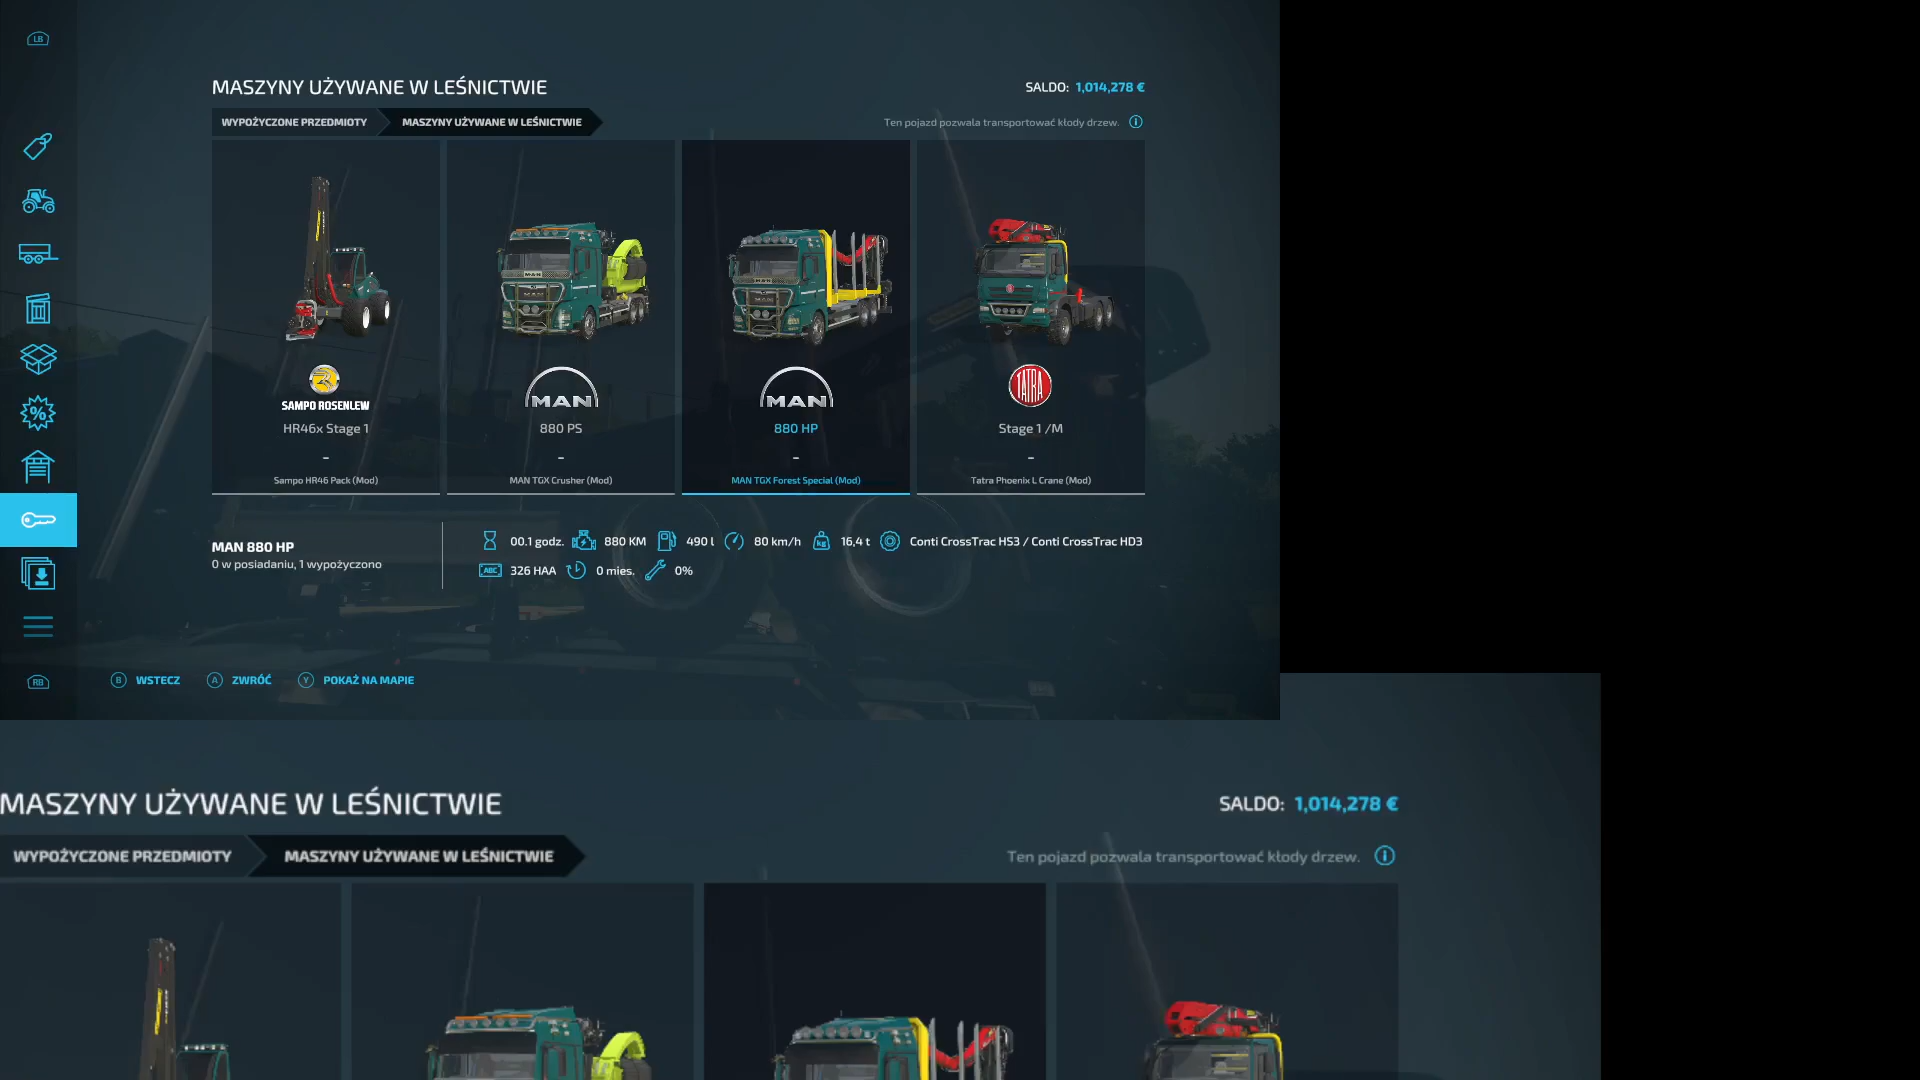 LB
MASZYNY UŻYWANE W LEŚNICTWIE
SALDO: 1,014,278 €
WYPOŻYCZONE PRZEDMIOTY
MASZYNY UŻYWANE W LEŚNICTWIE
Ten pojazd pozwala transportować kłody drzew.
SAMPO ROSENLEW
MAN
MAN
TATRA
HR46x Stage 1
880 PS
880 HP
Stage 1 /M
-
-
-
-
Sampo HR46 Pack (Mod)
MAN TGX Crusher (Mod)
MAN TGX Forest Special (Mod)
Tatra Phoenix L Crane (Mod)
MAN 880 HP
0 w posiadaniu, 1 wypożyczono
00.1 godz.
880 KM
490 l
80 km/h
kg
16,4 t
Conti CrossTrac HS3 / Conti CrossTrac HD3
ABC
326 HAA
0 mies.
0%
RB
B WSTECZ
A ZWRÓĆ
Y POKAŻ NA MAPIE
MASZYNY UŻYWANE W LEŚNICTWIE
SALDO: 1,014,278 €
WYPOŻYCZONE PRZEDMIOTY
MASZYNY UŻYWANE W LEŚNICTWIE
Ten pojazd pozwala transportować kłody drzew.